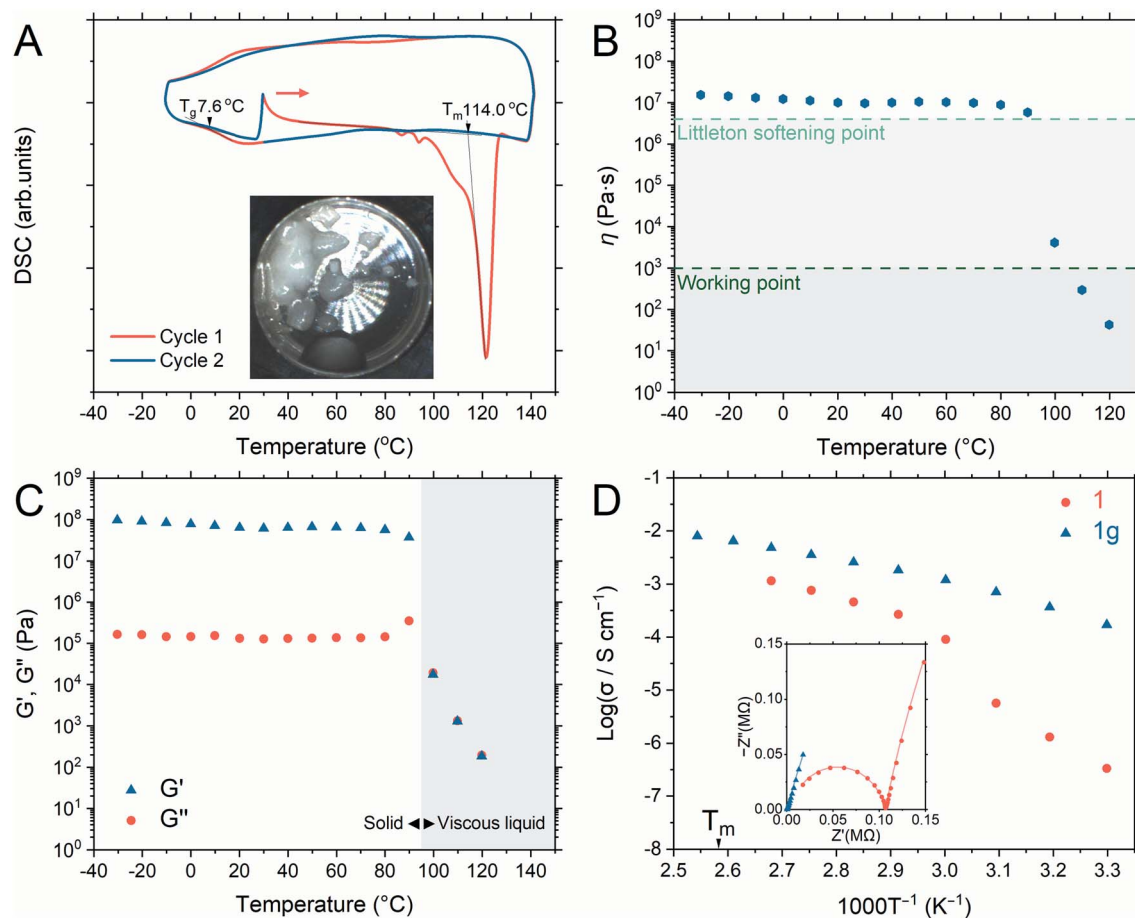 A
Tg7.6 °C
Tm114.0 °C
DSC (arb.units)
Cycle 1
Cycle 2
-40 -20 0 20 40 60 80 100 120 140
Temperature (°C)
B
10⁹
10⁸
10⁷
Littleton softening point
10⁶
10⁵
10⁴
10³
Working point
10²
10¹
10⁰
η (Pa·s)
-40 -20 0 20 40 60 80 100 120
Temperature (°C)
C
10⁹
10⁸
10⁷
10⁶
10⁵
10⁴
10³
10²
10¹
10⁰
G', G'' (Pa)
G'
G''
Solid Viscous liquid
-40 -20 0 20 40 60 80 100 120 140
Temperature (°C)
D
1
1g
-1
-2
-3
-4
-5
-6
-7
-8
Log(σ / S cm⁻¹)
0.15
0.10
0.05
0.00
−Z''(MΩ)
0.00 0.05 0.10 0.15
Z'(MΩ)
Tm
2.5 2.6 2.7 2.8 2.9 3.0 3.1 3.2 3.3
1000T⁻¹ (K⁻¹)